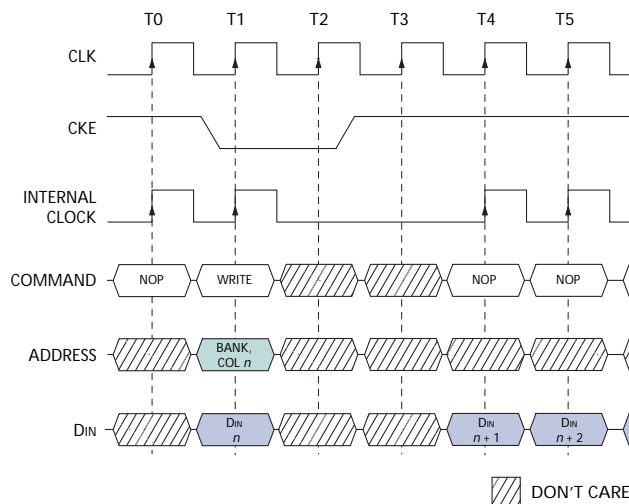 T0 T1 T2 T3 T4 T5
CLK
CKE
INTERNAL
CLOCK
COMMAND NOP WRITE NOP NOP
ADDRESS BANK,
COL n
DIN DIN
n DIN
n + 1 DIN
n + 2
DON'T CARE